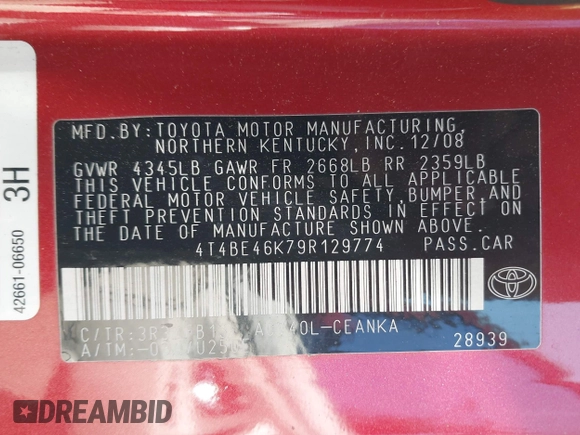 3H
42661-06650
MFD.BY:TOYOTA MOTOR MANUFACTURING,
NORTHERN KENTUCKY,INC.12/08
GVWR 4345LB GAWR FR 2668LB RR 2359LB
THIS VEHICLE CONFORMS TO ALL APPLICABLE
FEDERAL MOTOR VEHICLE SAFETY,BUMPER,AND
THEFT PREVENTION STANDARDS IN EFFECT ON
THE DATE OF MANUFACTURE SHOWN ABOVE.
4T4BE46K79R129774 PASS.CAR
C/TR:
A/TM:
28939
DREAMBID